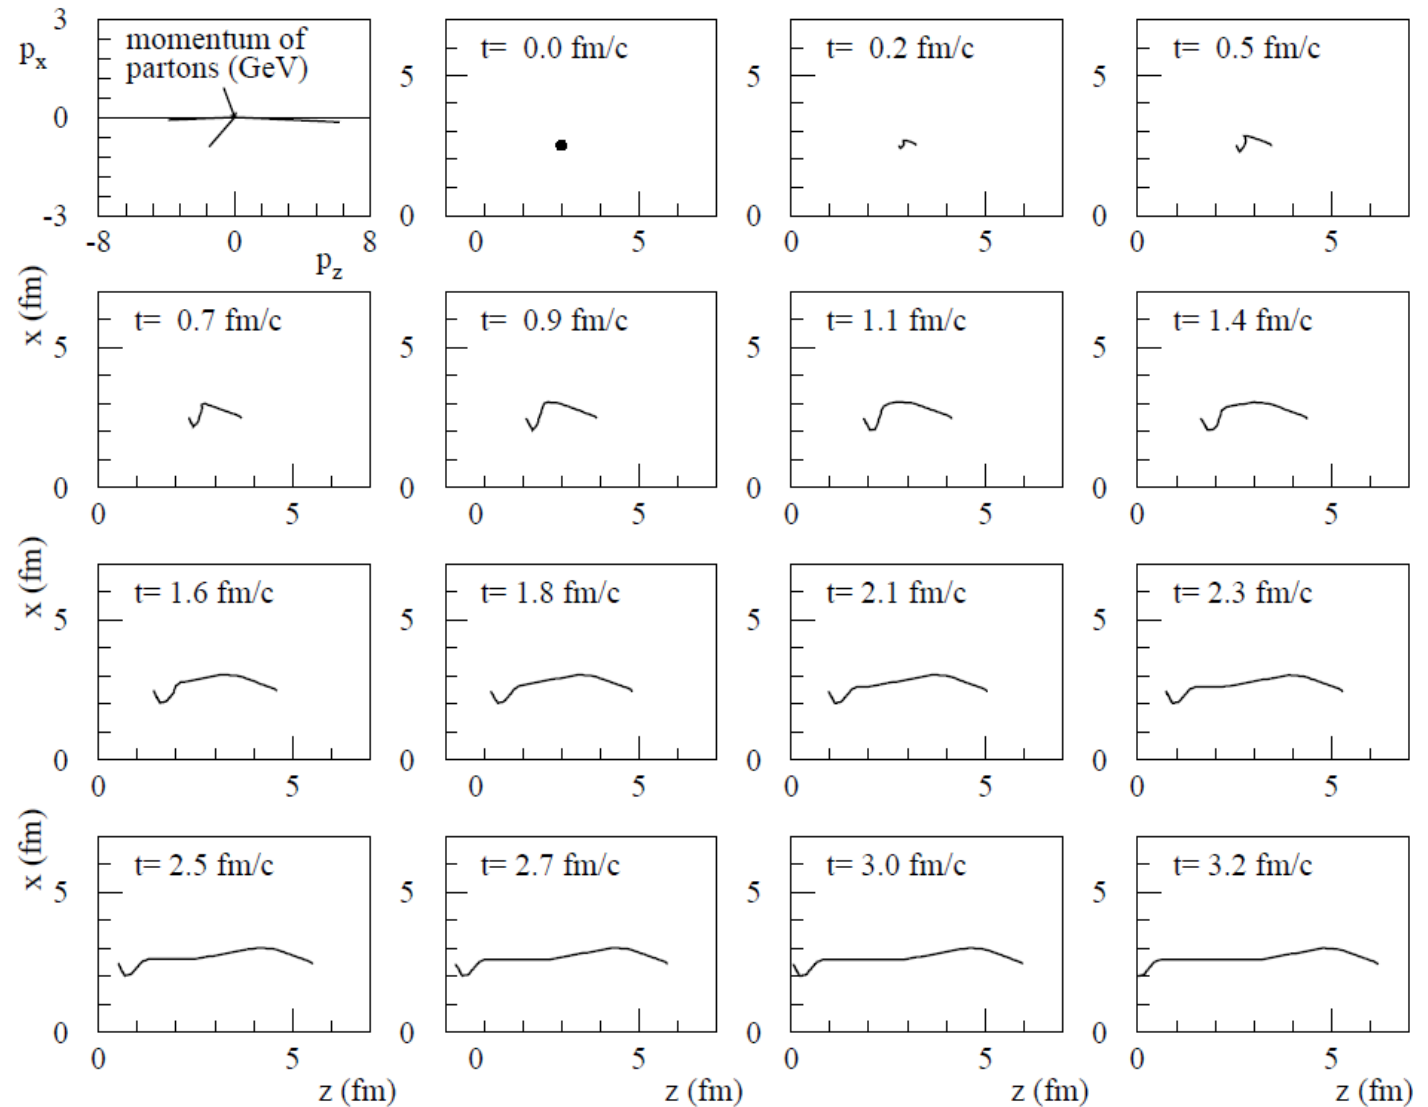 3
p_x
momentum of
partons (GeV)
0
-3
-8
0
8
p_z
t= 0.0 fm/c
5
0
0
5
t= 0.2 fm/c
5
0
0
5
t= 0.5 fm/c
5
0
0
5
x (fm)
t= 0.7 fm/c
5
0
0
5
t= 0.9 fm/c
5
0
0
5
t= 1.1 fm/c
5
0
0
5
t= 1.4 fm/c
5
0
0
5
x (fm)
t= 1.6 fm/c
5
0
0
5
t= 1.8 fm/c
5
0
0
5
t= 2.1 fm/c
5
0
0
5
t= 2.3 fm/c
5
0
0
5
x (fm)
t= 2.5 fm/c
5
0
0
5
z (fm)
t= 2.7 fm/c
5
0
0
5
z (fm)
t= 3.0 fm/c
5
0
0
5
z (fm)
t= 3.2 fm/c
5
0
0
5
z (fm)